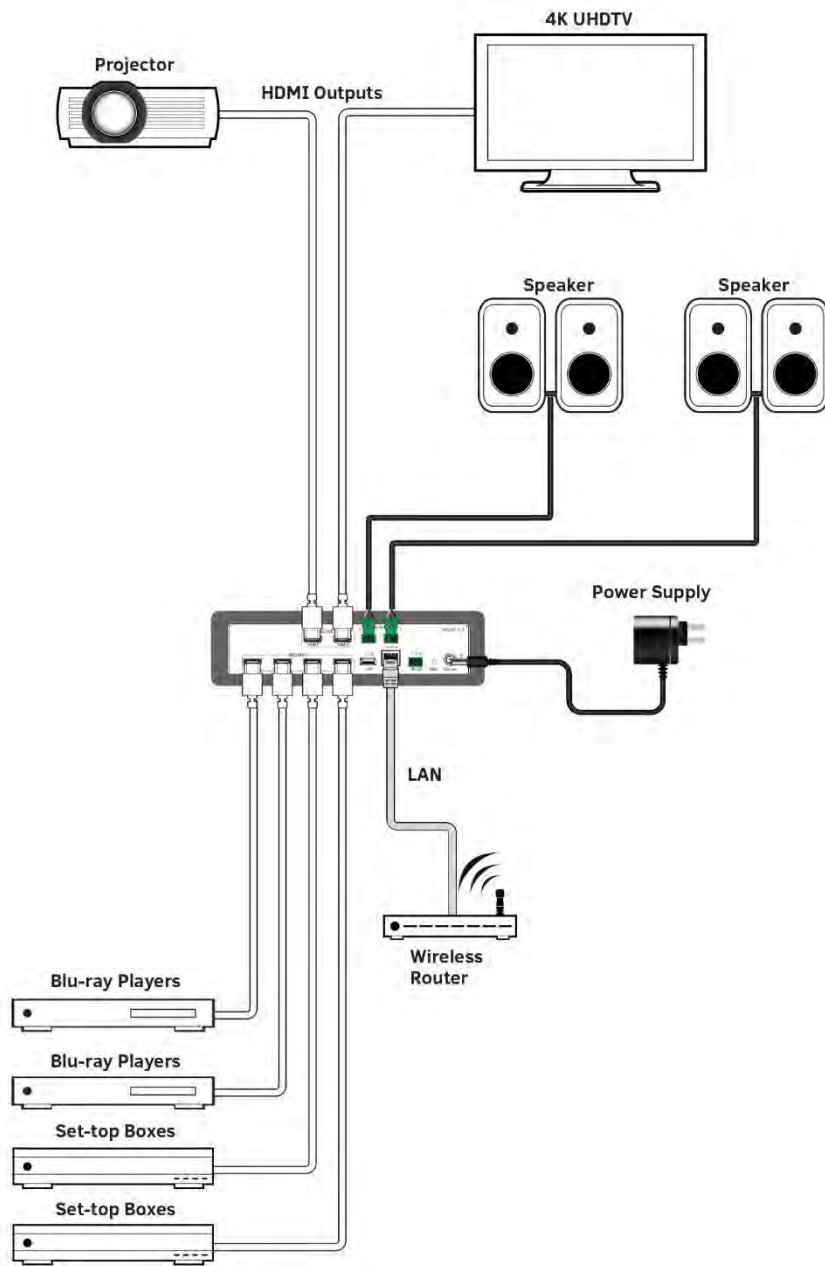 4K UHDTV
Projector
HDMI Outputs
Speaker
Speaker
Power Supply
LAN
Wireless
Router
Blu-ray Players
Blu-ray Players
Set-top Boxes
Set-top Boxes